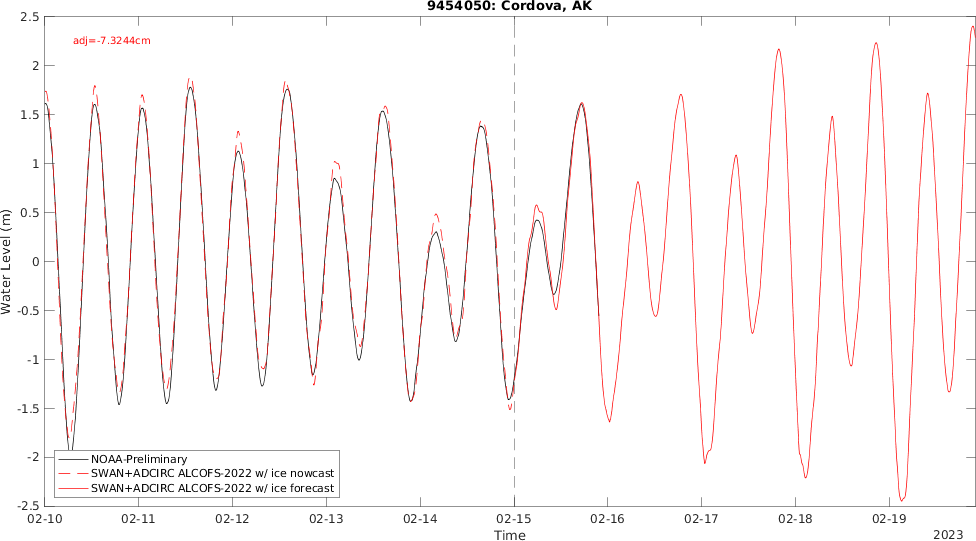 9454050: Cordova, AK
adj=-7.3244cm
2.5
2
1.5
1
0.5
0
-0.5
-1
-1.5
-2
-2.5
Water Level (m)
NOAA-Preliminary
SWAN+ADCIRC ALCOFS-2022 w/ ice nowcast
SWAN+ADCIRC ALCOFS-2022 w/ ice forecast
02-10 02-11 02-12 02-13 02-14 02-15 02-16 02-17 02-18 02-19
Time
2023